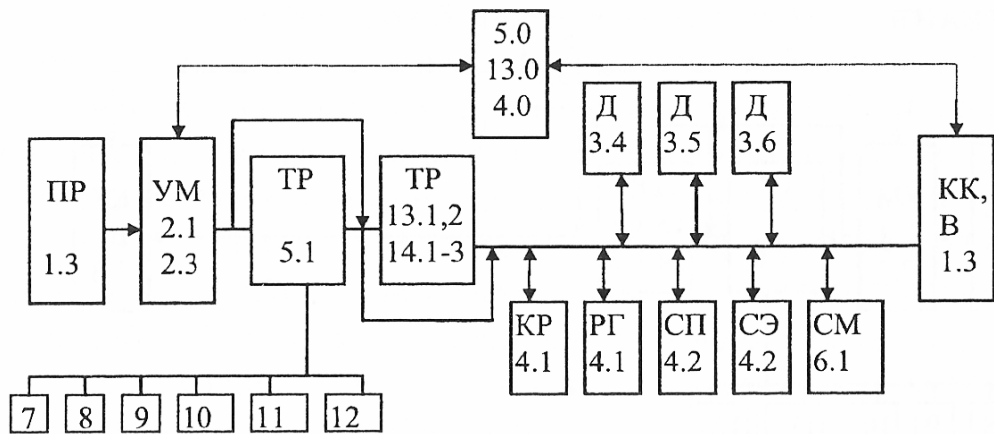 5.0
13.0
4.0
Д
3.4
Д
3.5
Д
3.6
ПР
1.3
УМ
2.1
2.3
ТР
5.1
ТР
13.1,2
14.1-3
КК,
В
1.3
КР
4.1
РГ
4.1
СП
4.2
СЭ
4.2
СМ
6.1
7
8
9
10
11
12